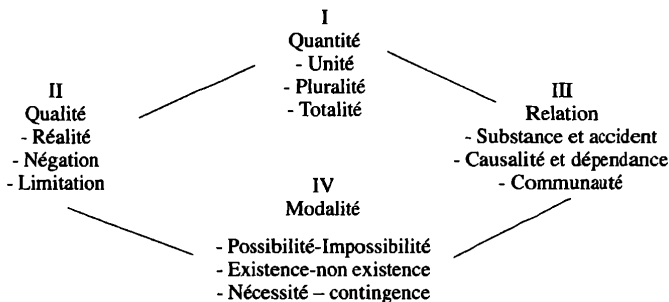 I
Quantité
- Unité
- Pluralité
- Totalité
II
Qualité
- Réalité
- Négation
- Limitation
III
Relation
- Substance et accident
- Causalité et dépendance
- Communauté
IV
Modalité
- Possibilité-Impossibilité
- Existence-non existence
- Nécessité – contingence